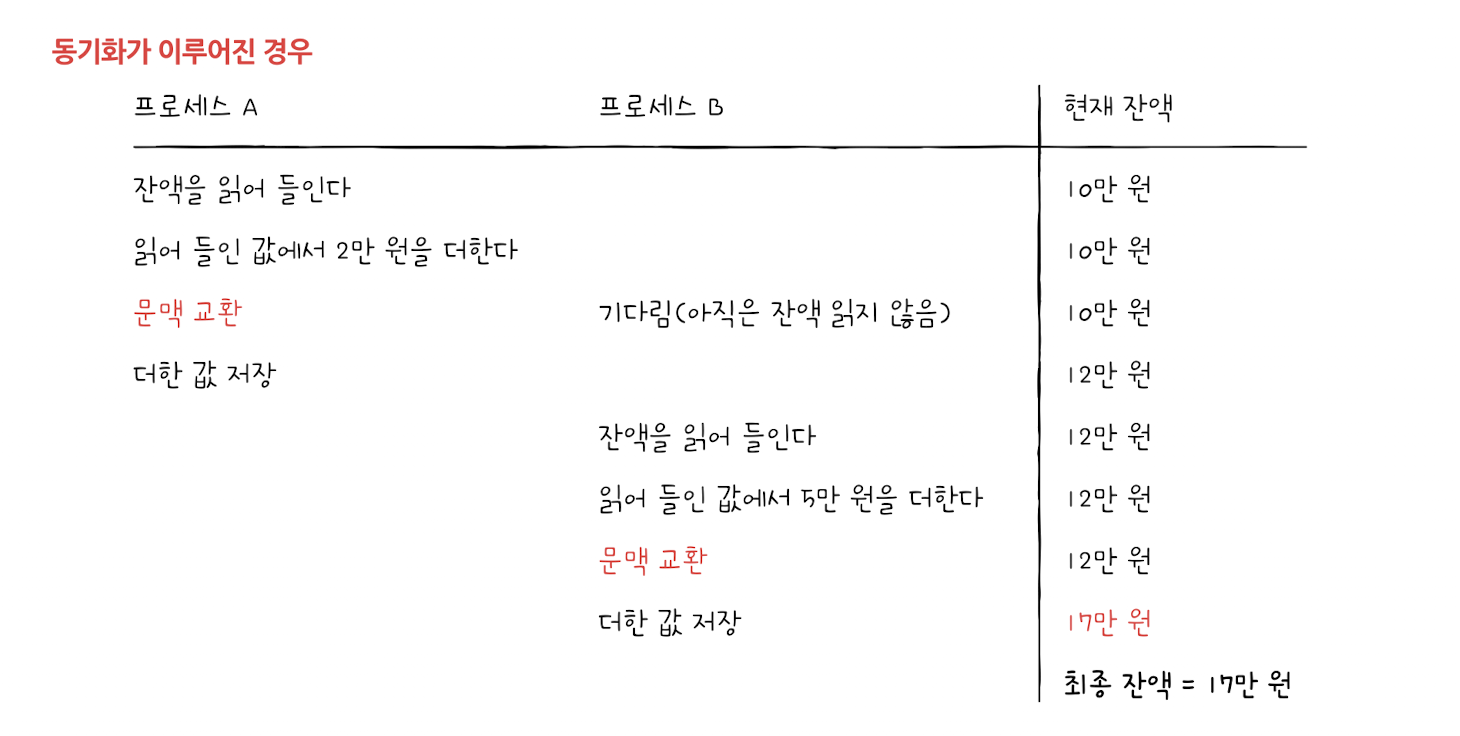 동기화가 이루어진 경우
프로세스 A 프로세스 B 현재 잔액
잔액을 읽어 들인다 10만 원
읽어 들인 값에서 2만 원을 더한다 10만 원
문맥 교환 기다림(아직은 잔액 읽지 않음) 10만 원
더한 값 저장 12만 원
잔액을 읽어 들인다 12만 원
읽어 들인 값에서 5만 원을 더한다 12만 원
문맥 교환 12만 원
더한 값 저장 17만 원
최종 잔액 = 17만 원